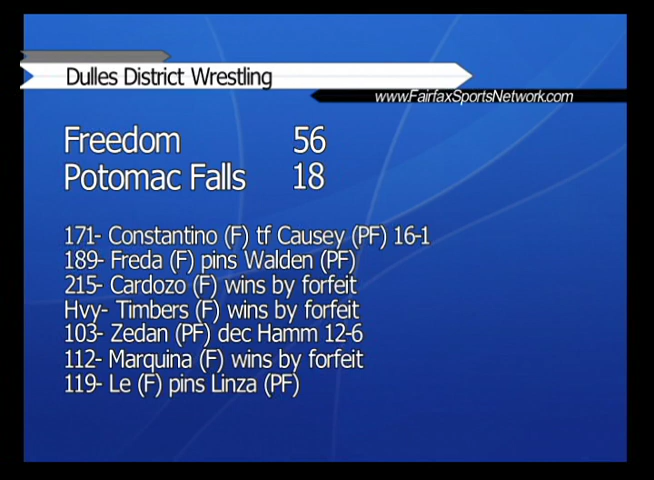 Dulles District Wrestling
www.FairfaxSportsNetwork.com
Freedom 56
Potomac Falls 18
171- Constantino (F) tf Causey (PF) 16-1
189- Freda (F) pins Walden (PF)
215- Cardozo (F) wins by forfeit
Hvy- Timbers (F) wins by forfeit
103- Zedan (PF) dec Hamm 12-6
112- Marquina (F) wins by forfeit
119- Le (F) pins Linza (PF)